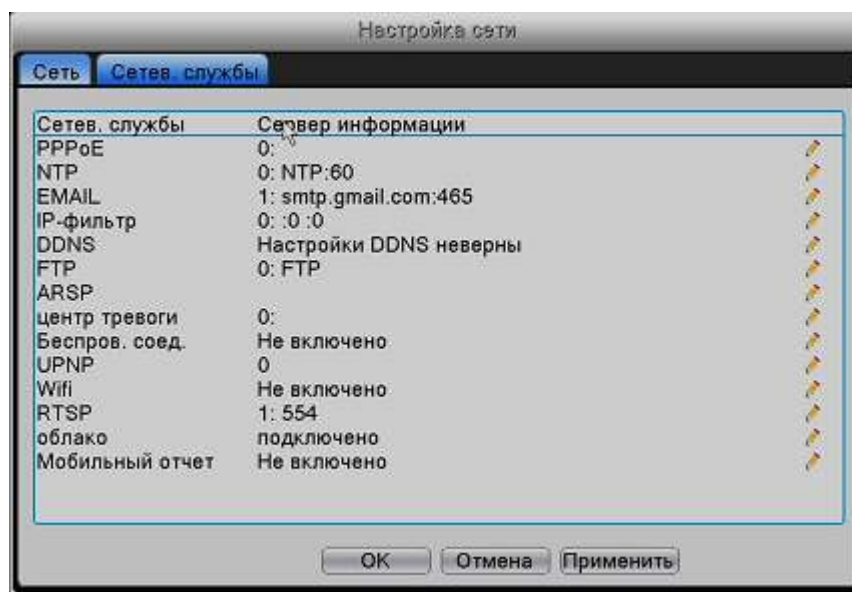 Настройка сети
Сеть Сетев. службы
Сетев. службы Сервер информации
PPPoE 0:
NTP 0: NTP:60
EMAIL 1: smtp.gmail.com:465
IP-фильтр 0: :0 :0
DDNS Настройки DDNS неверны
FTP 0: FTP
ARSP
центр тревоги 0:
Беспров. соед. Не включено
UPNP 0
Wifi Не включено
RTSP 1: 554
облако подключено
Мобильный отчет Не включено
OK Отмена Применить